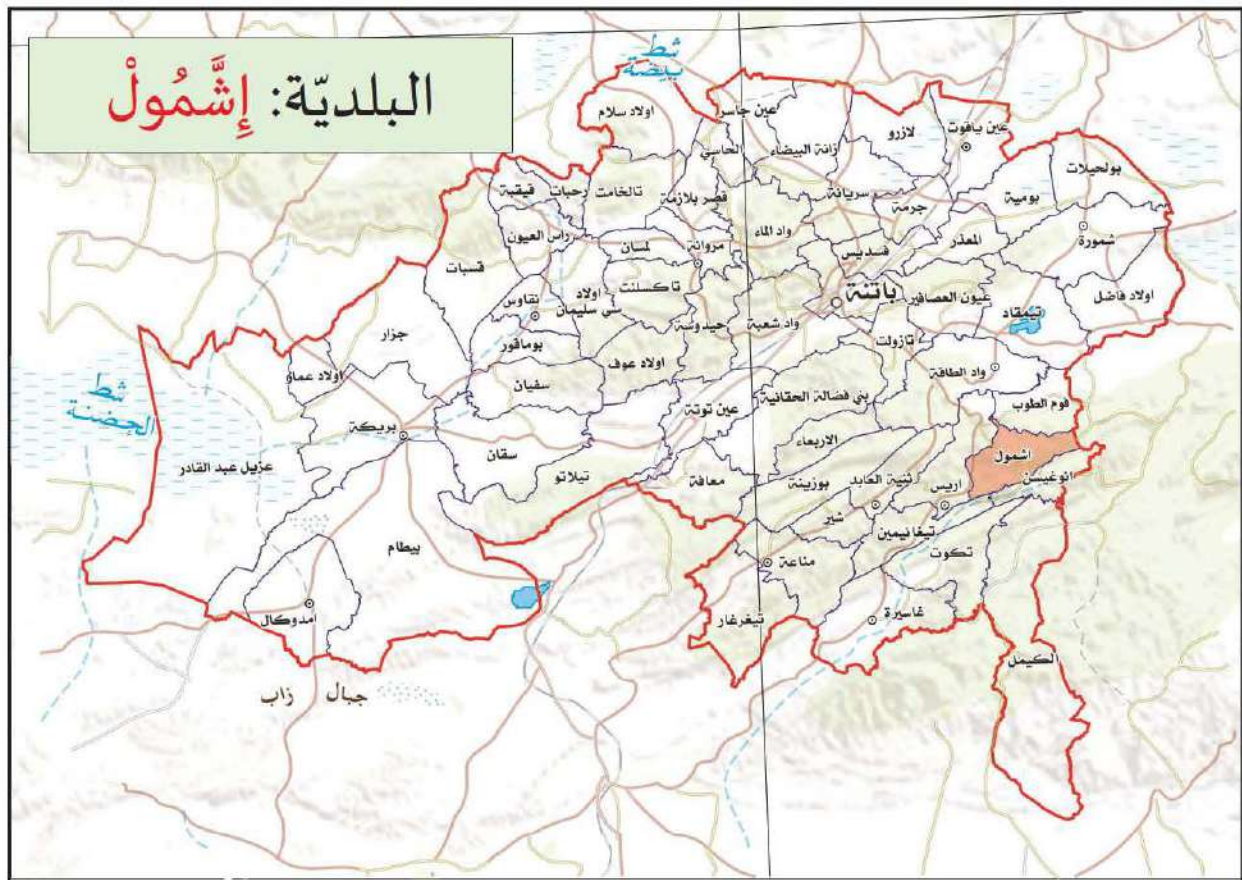 البلديّة: إِشَّمُولْ
شط
بيضة
اولاد سلام
عين جاسر
الحاسي
زانة البيضاء
لازرو
عين ياقوت
بولحيلات
بومية
قيقبة
رحبات
تالخامت
قصر بلازمة
سريانة
جرمة
شمورة
راس العيون
لمسان
مروانة
واد الماء
فسديس
المعذر
قسبات
نقاوس
اولاد
سي سليمان
تاكسلنت
حيدوسة
واد شعبة
باتنة
عيون العصافير
تيمقاد
اولاد فاضل
جزار
بوماقور
تازولت
اولاد عمار
سفيان
اولاد عوف
واد الطاقة
شط
الحضنة
عين توتة
بني فضالة الحقانية
فوم الطوب
بريكة
سقان
الاربعاء
اشمول
عزيل عبد القادر
تيلاتو
معافة
بوزينة
ثنية العابد
اريس
انوغيسن
شير
تيغانيمين
بيطام
مناعة
تكوت
امدوكال
تيغرغار
غاسيرة
الكيمل
جبال زاب